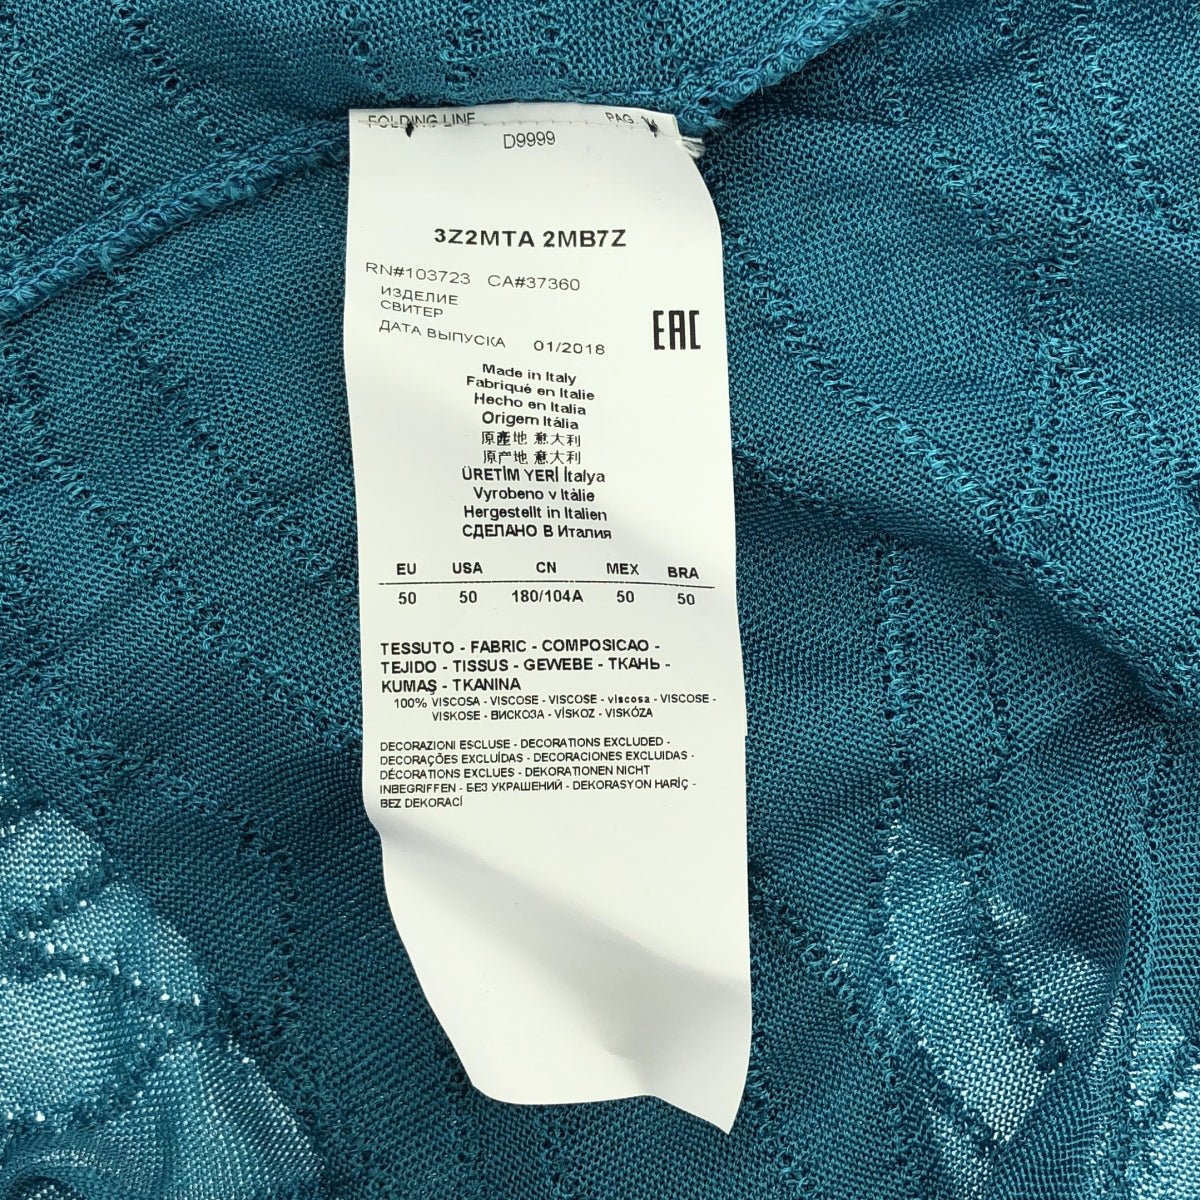 FOLDING LINE PAG.
D9999
3Z2MTA 2MB7Z
RN#103723 CA#37360
ИЗДЕЛИЕ
СВИТЕР
ДАТА ВЫПУСКА 01/2018
EAC
Made in Italy
Fabriqué en Italie
Hecho en Italia
Origem Itália
原産地 意大利
原产地 意大利
ÜRETİM YERİ İtalya
Vyrobeno v Itàlie
Hergestellt in Italien
СДЕЛАНО В Италия
EU USA CN MEX BRA
50 50 180/104A 50 50
TESSUTO - FABRIC - COMPOSICAO -
TEJIDO - TISSUS - GEWEBE - ТКАНЬ -
KUMAŞ - TKANINA
100% VISCOSA - VISCOSE - VISCOSE - viscosa - VISCOSE -
VISKOSE - ВИСКОЗА - VİSKOZ - VISKÓZA
DECORAZIONI ESCLUSE - DECORATIONS EXCLUDED -
DECORAÇÕES EXCLUÍDAS - DECORACIONES EXCLUIDAS -
DÉCORATIONS EXCLUES - DEKORATIONEN NICHT
INBEGRIFFEN - БЕЗ УКРАШЕНИЙ - DEKORASYON HARİÇ -
BEZ DEKORACÍ